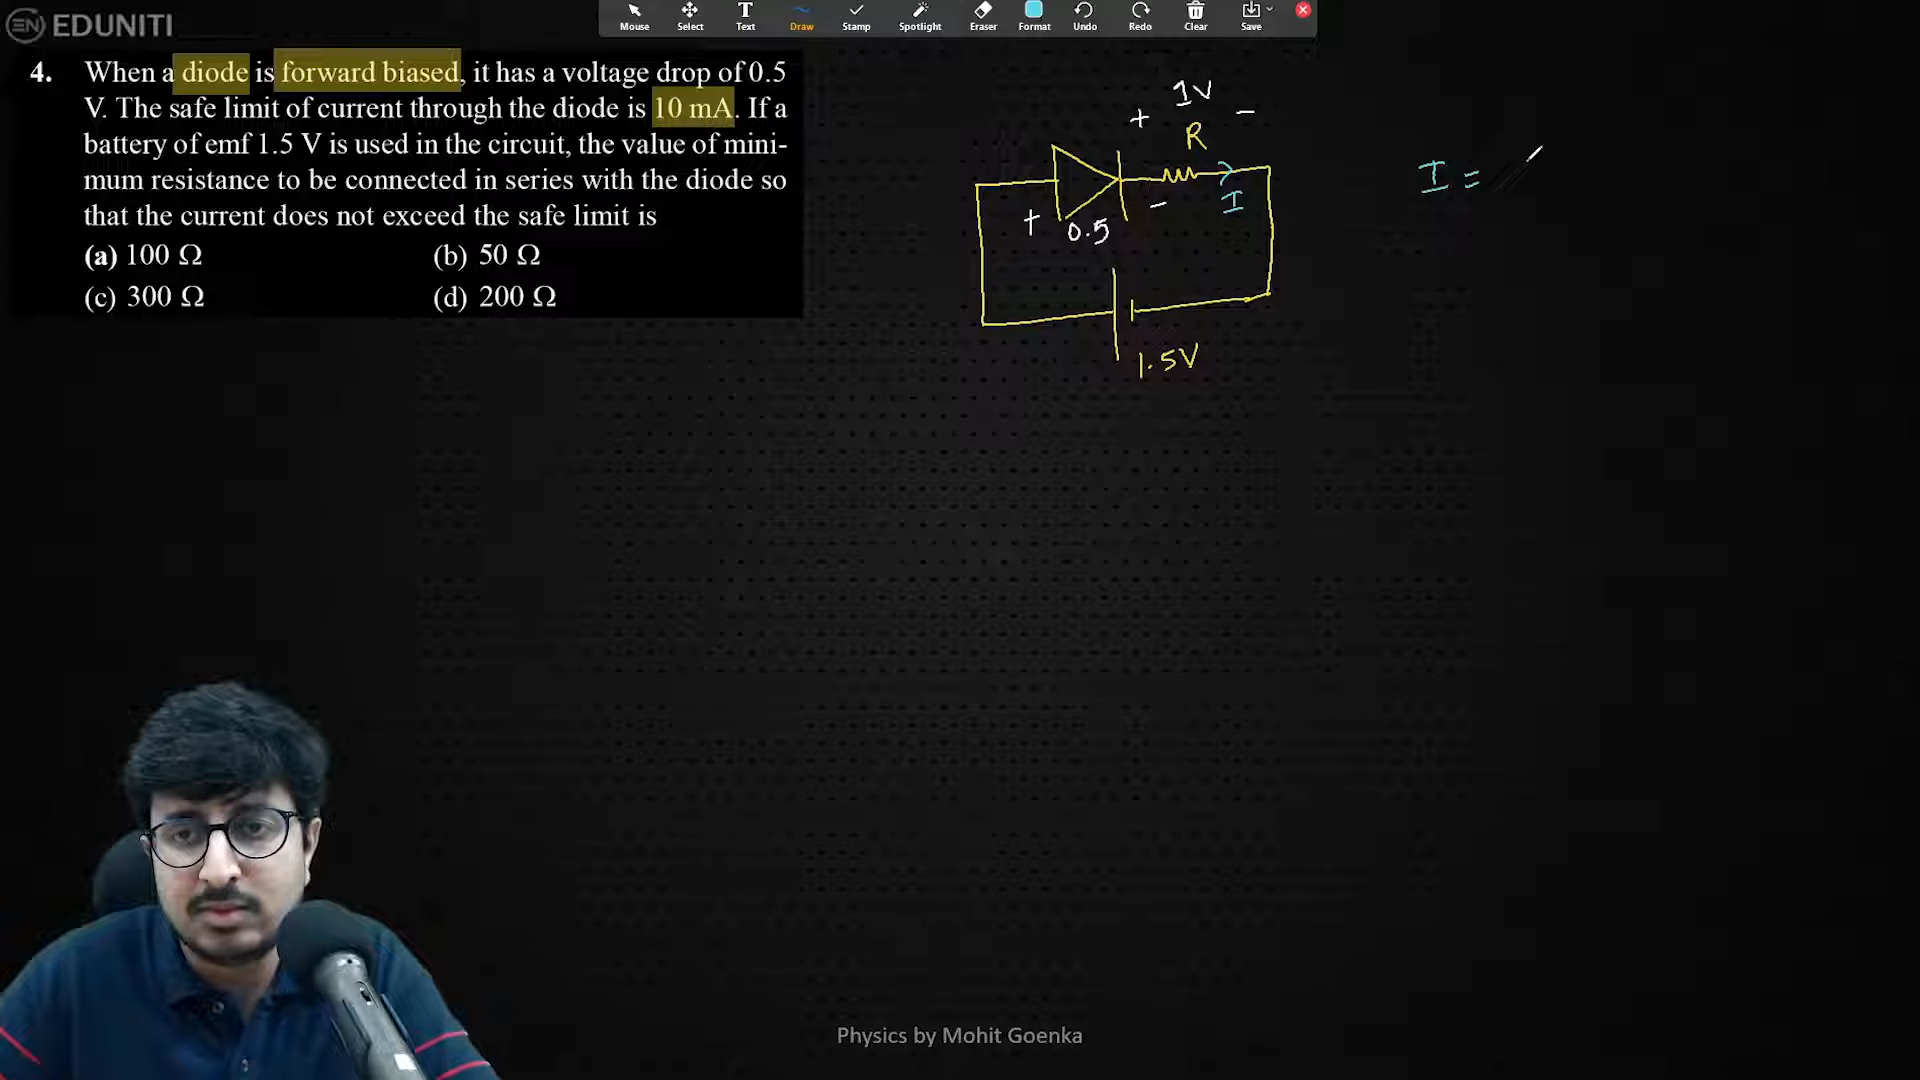 EN EDUNITI
Mouse Select Text Draw Stamp Spotlight Eraser Format Undo Redo Clear Save
4. When a diode is forward biased, it has a voltage drop of 0.5
V. The safe limit of current through the diode is 10 mA. If a
battery of emf 1.5 V is used in the circuit, the value of mini-
mum resistance to be connected in series with the diode so
that the current does not exceed the safe limit is
(a) 100 Ω (b) 50 Ω
(c) 300 Ω (d) 200 Ω
1V
+ -
R
I
+ 0.5 -
1.5V
I =
Physics by Mohit Goenka